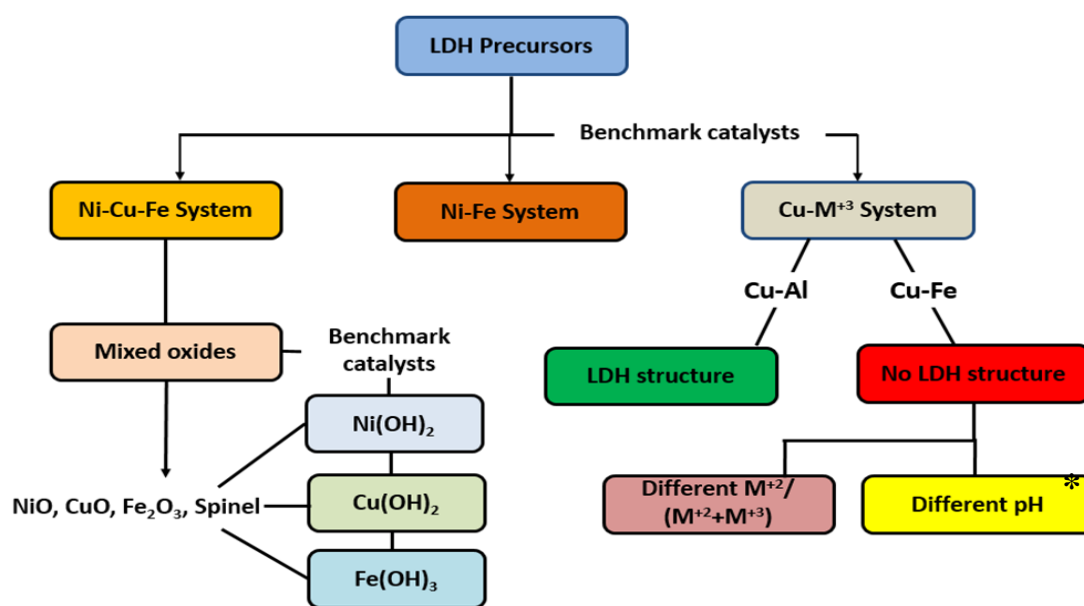 LDH Precursors
Benchmark catalysts
Ni-Cu-Fe System
Ni-Fe System
Cu-M⁺³ System
Cu-Al
Cu-Fe
Mixed oxides
Benchmark
catalysts
LDH structure
No LDH structure
Ni(OH)₂
NiO, CuO, Fe₂O₃, Spinel
Cu(OH)₂
Fe(OH)₃
Different M⁺²/
(M⁺²+M⁺³)
Different pH
*